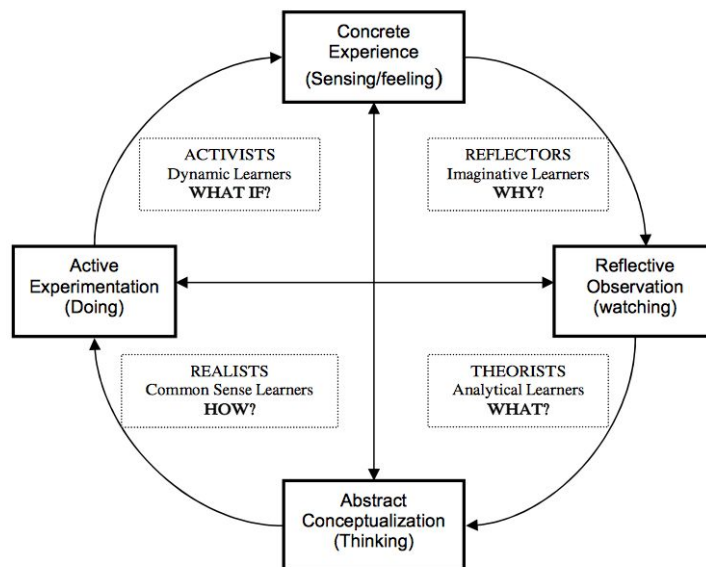 Concrete
Experience
(Sensing/feeling)
ACTIVISTS
Dynamic Learners
WHAT IF?
REFLECTORS
Imaginative Learners
WHY?
Active
Experimentation
(Doing)
Reflective
Observation
(watching)
REALISTS
Common Sense Learners
HOW?
THEORISTS
Analytical Learners
WHAT?
Abstract
Conceptualization
(Thinking)